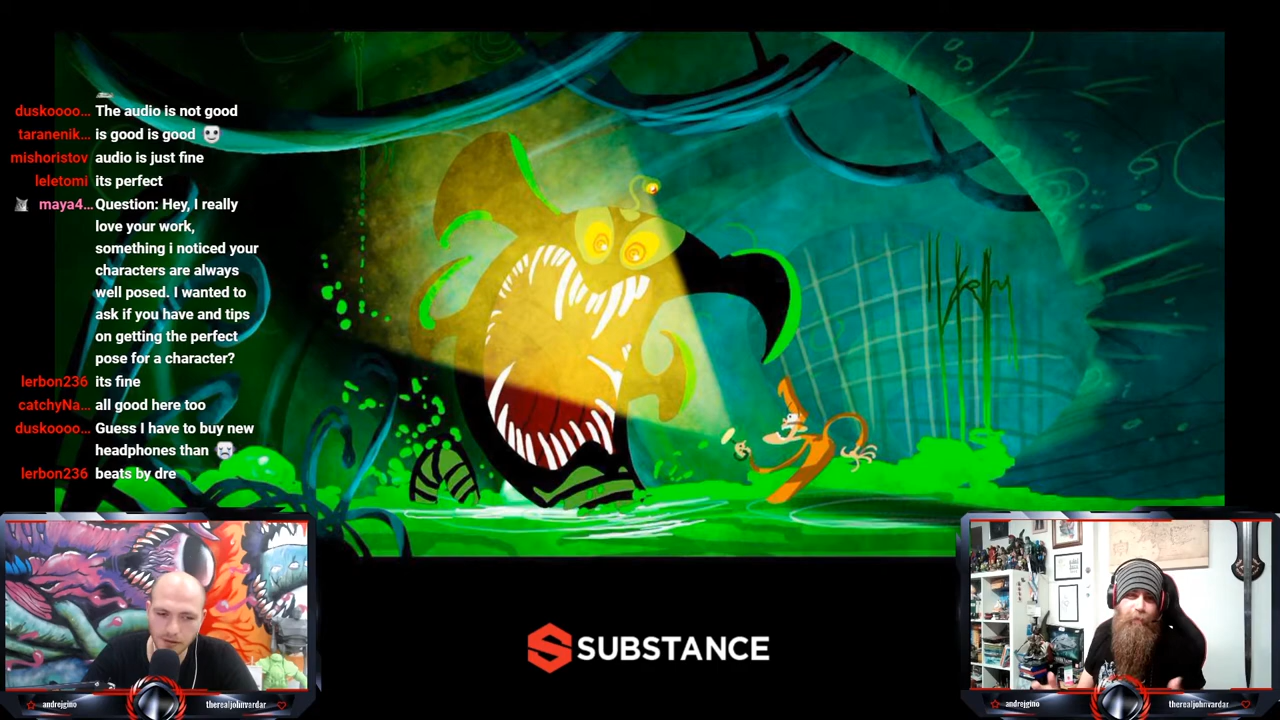 duskoooo... The audio is not good
taranenik... is good is good
mishoristov audio is just fine
leletomi its perfect
maya4... Question: Hey, I really
love your work,
something i noticed your
characters are always
well posed. I wanted to
ask if you have and tips
on getting the perfect
pose for a character?
lerbon236 its fine
catchyNa... all good here too
duskoooo... Guess I have to buy new
headphones than
lerbon236 beats by dre
SUBSTANCE
andrejgino therealjohnvardar
andrejgino therealjohnvardar